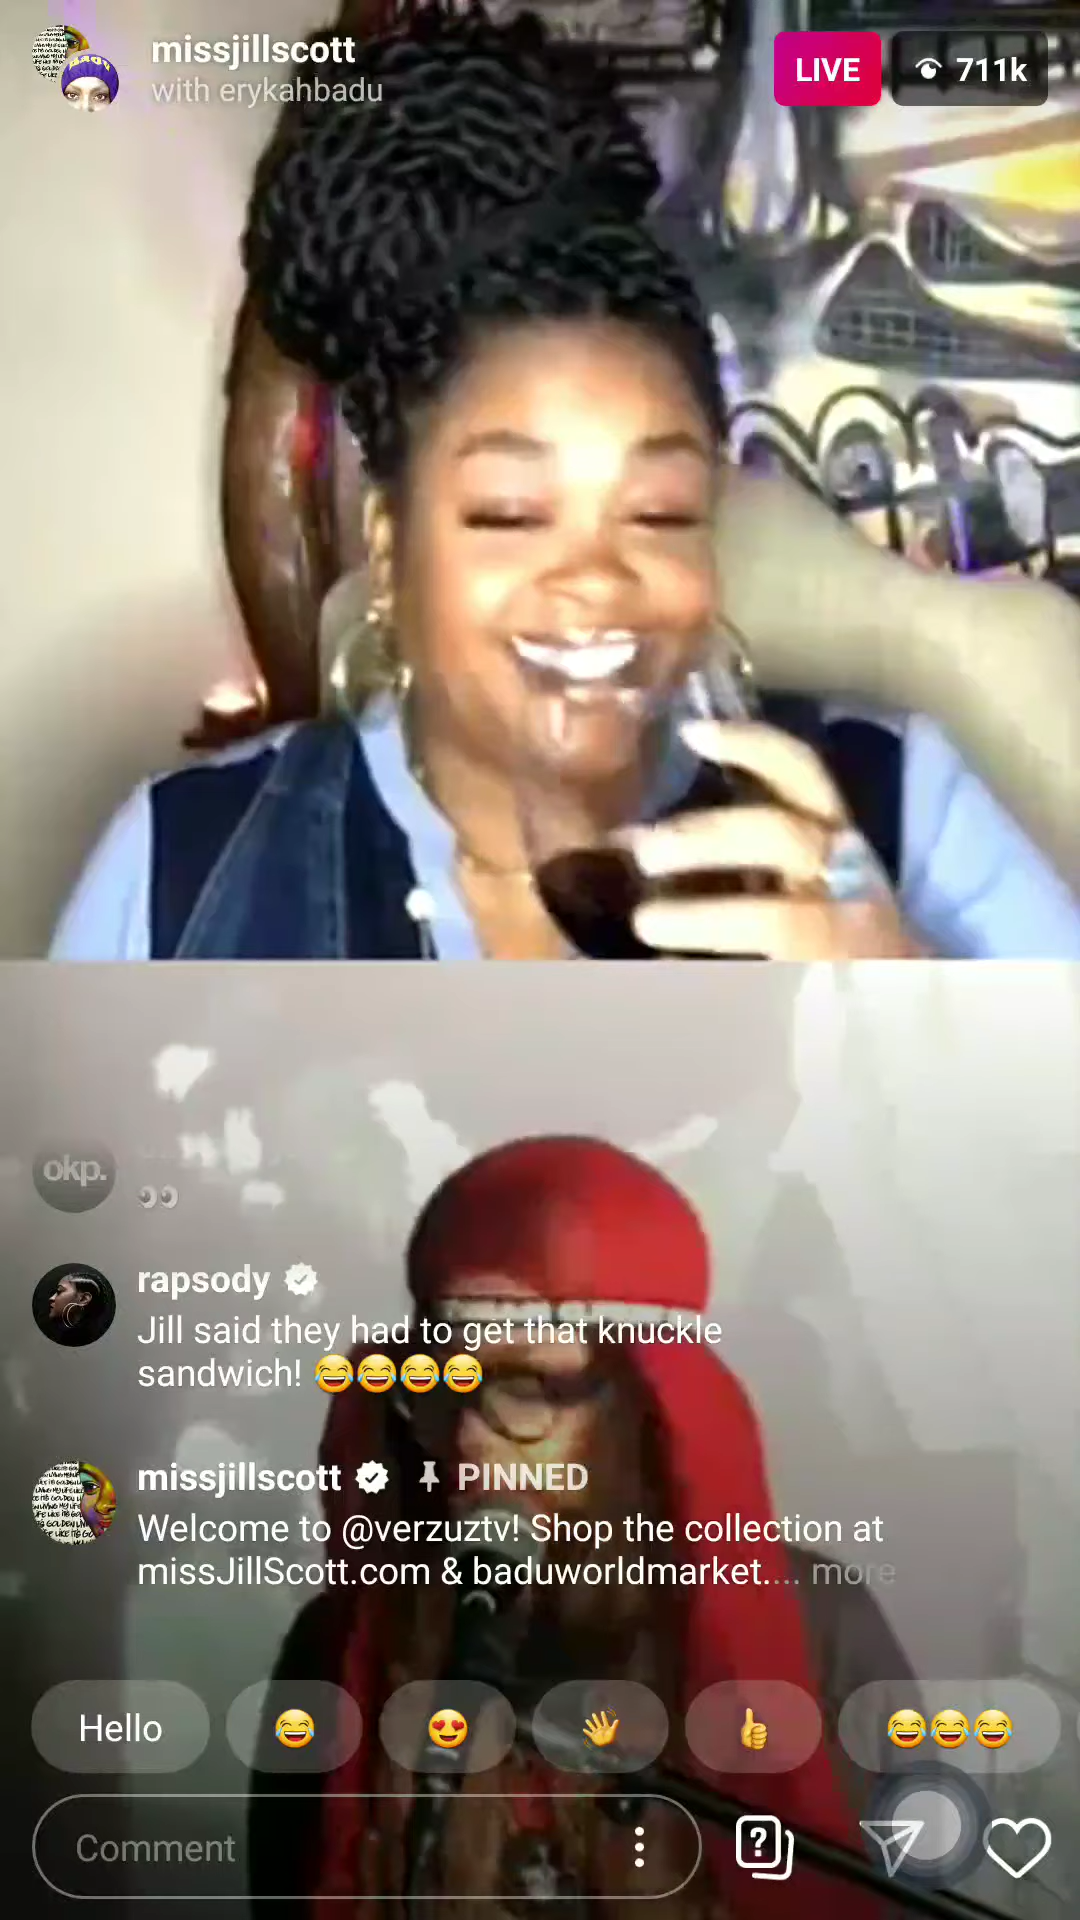 missjillscott
with erykahbadu
LIVE
711k
okp.
👀
rapsody
Jill said they had to get that knuckle
sandwich! 😂😂😂😂
missjillscott PINNED
Welcome to @verzuztv! Shop the collection at
missJillScott.com & baduworldmarket.... more
Hello 😂 😍 👋 👍 😂😂😂
Comment
?